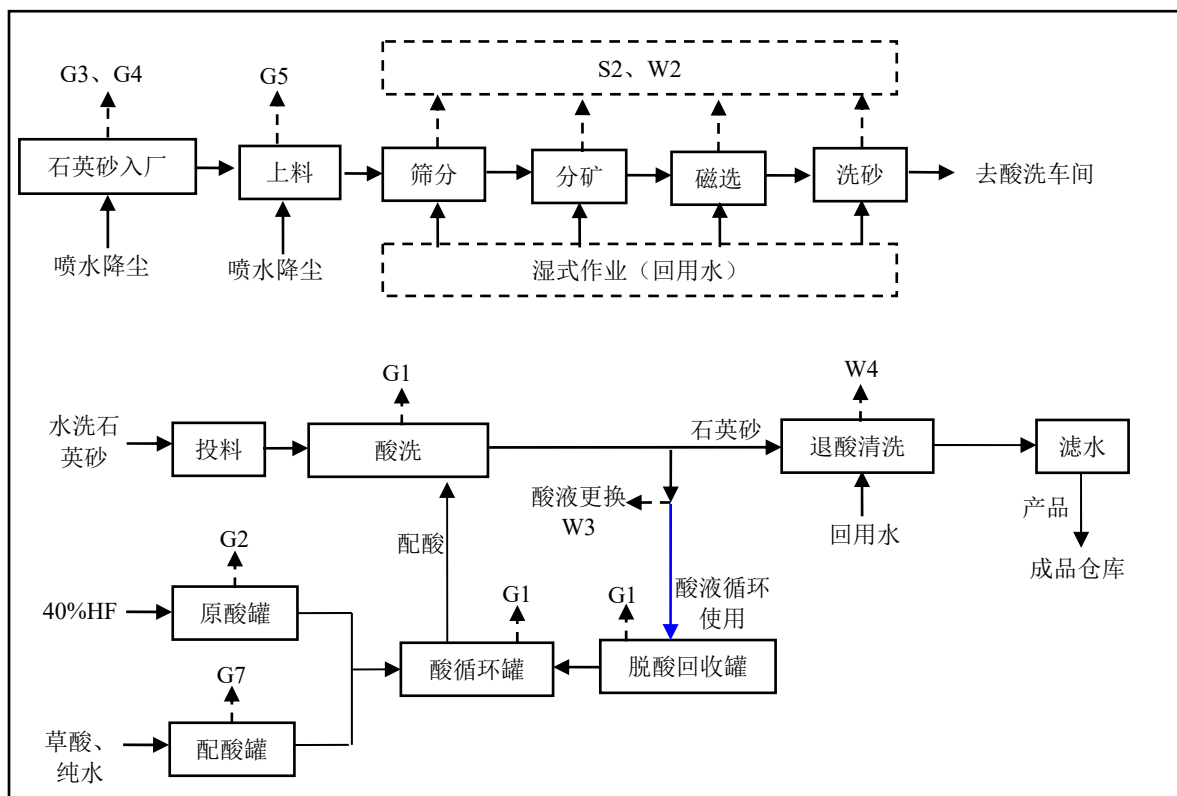 G3、G4
G5
S2、W2
石英砂入厂
上料
筛分
分矿
磁选
洗砂
去酸洗车间
喷水降尘
喷水降尘
湿式作业（回用水）
G1
W4
水洗石
英砂
投料
酸洗
石英砂
退酸清洗
滤水
酸液更换
W3
回用水
产品
成品仓库
配酸
G2
40%HF
原酸罐
G1
G1
酸液循环
使用
酸循环罐
脱酸回收罐
G7
草酸、
纯水
配酸罐